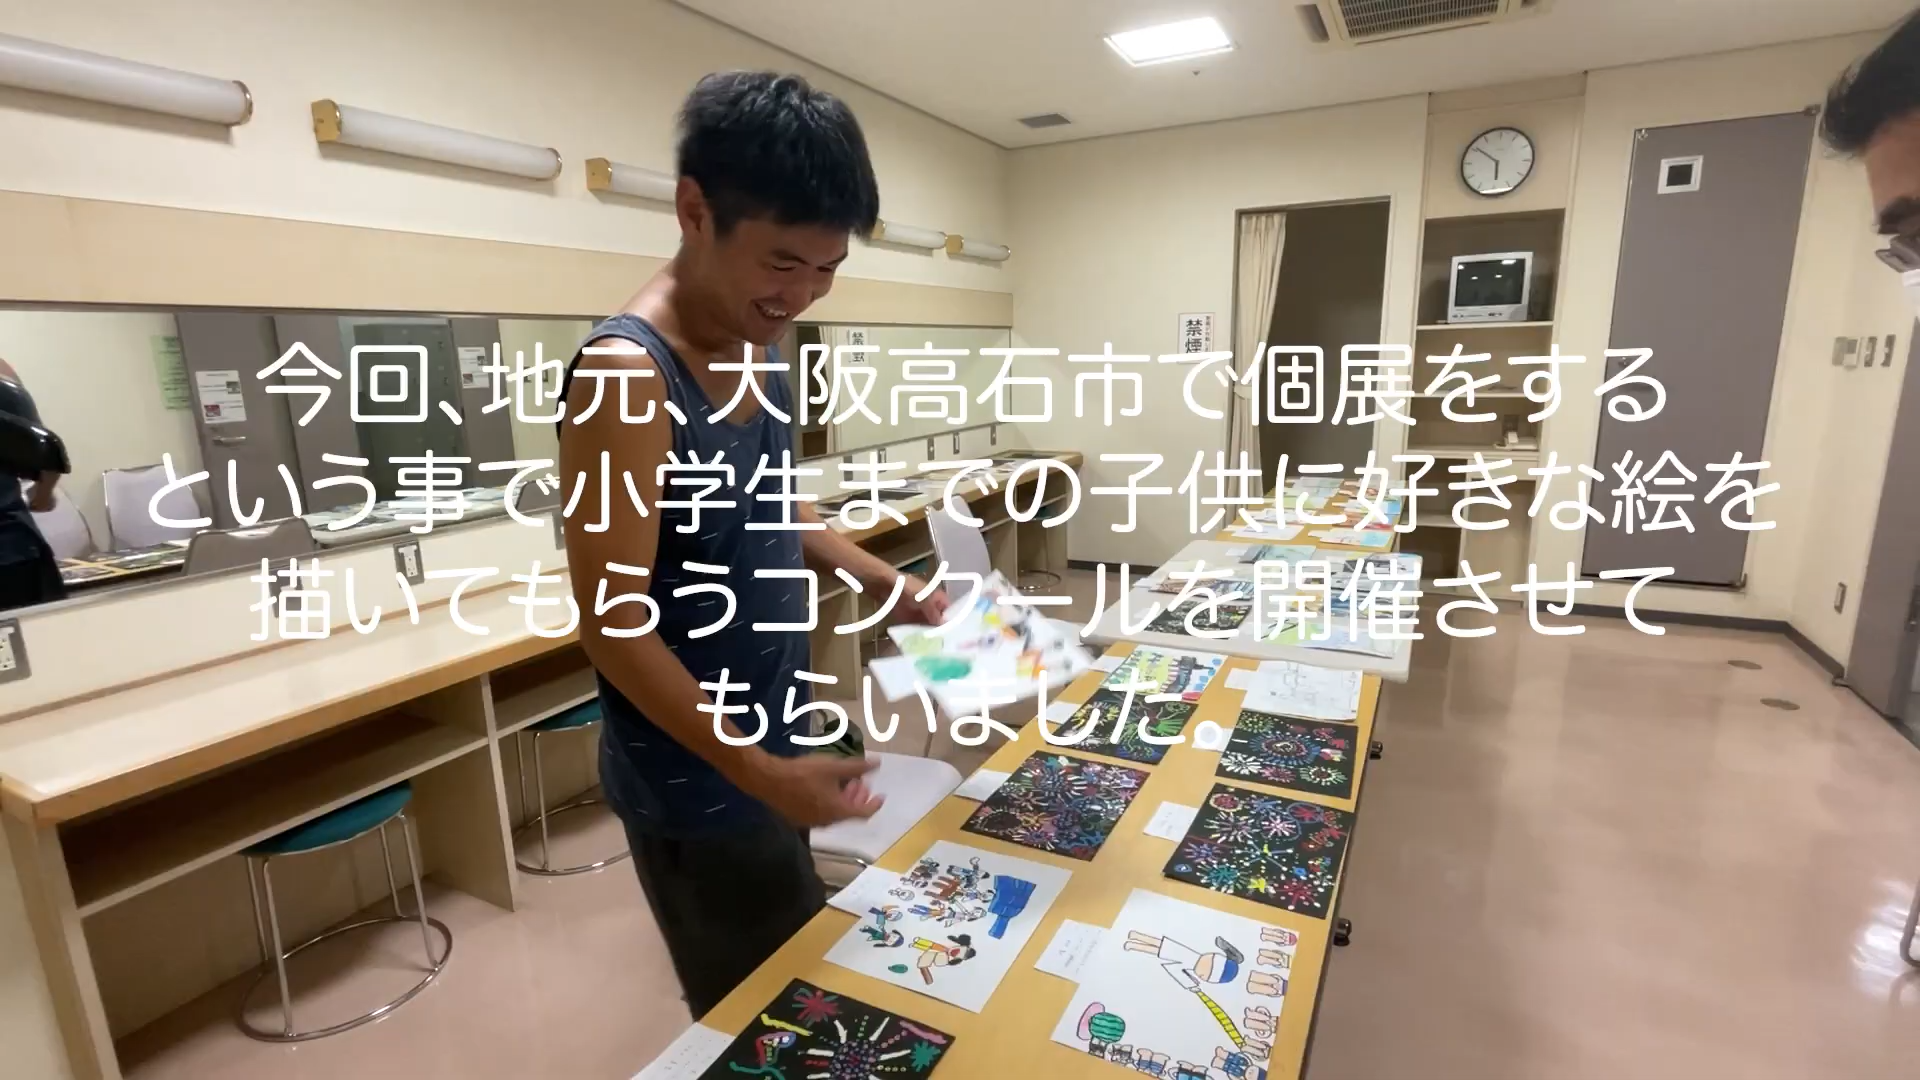 今回、地元、大阪高石市で個展をする
という事で小学生までの子供に好きな絵を
描いてもらうコンクールを開催させて
もらいました。
禁煙